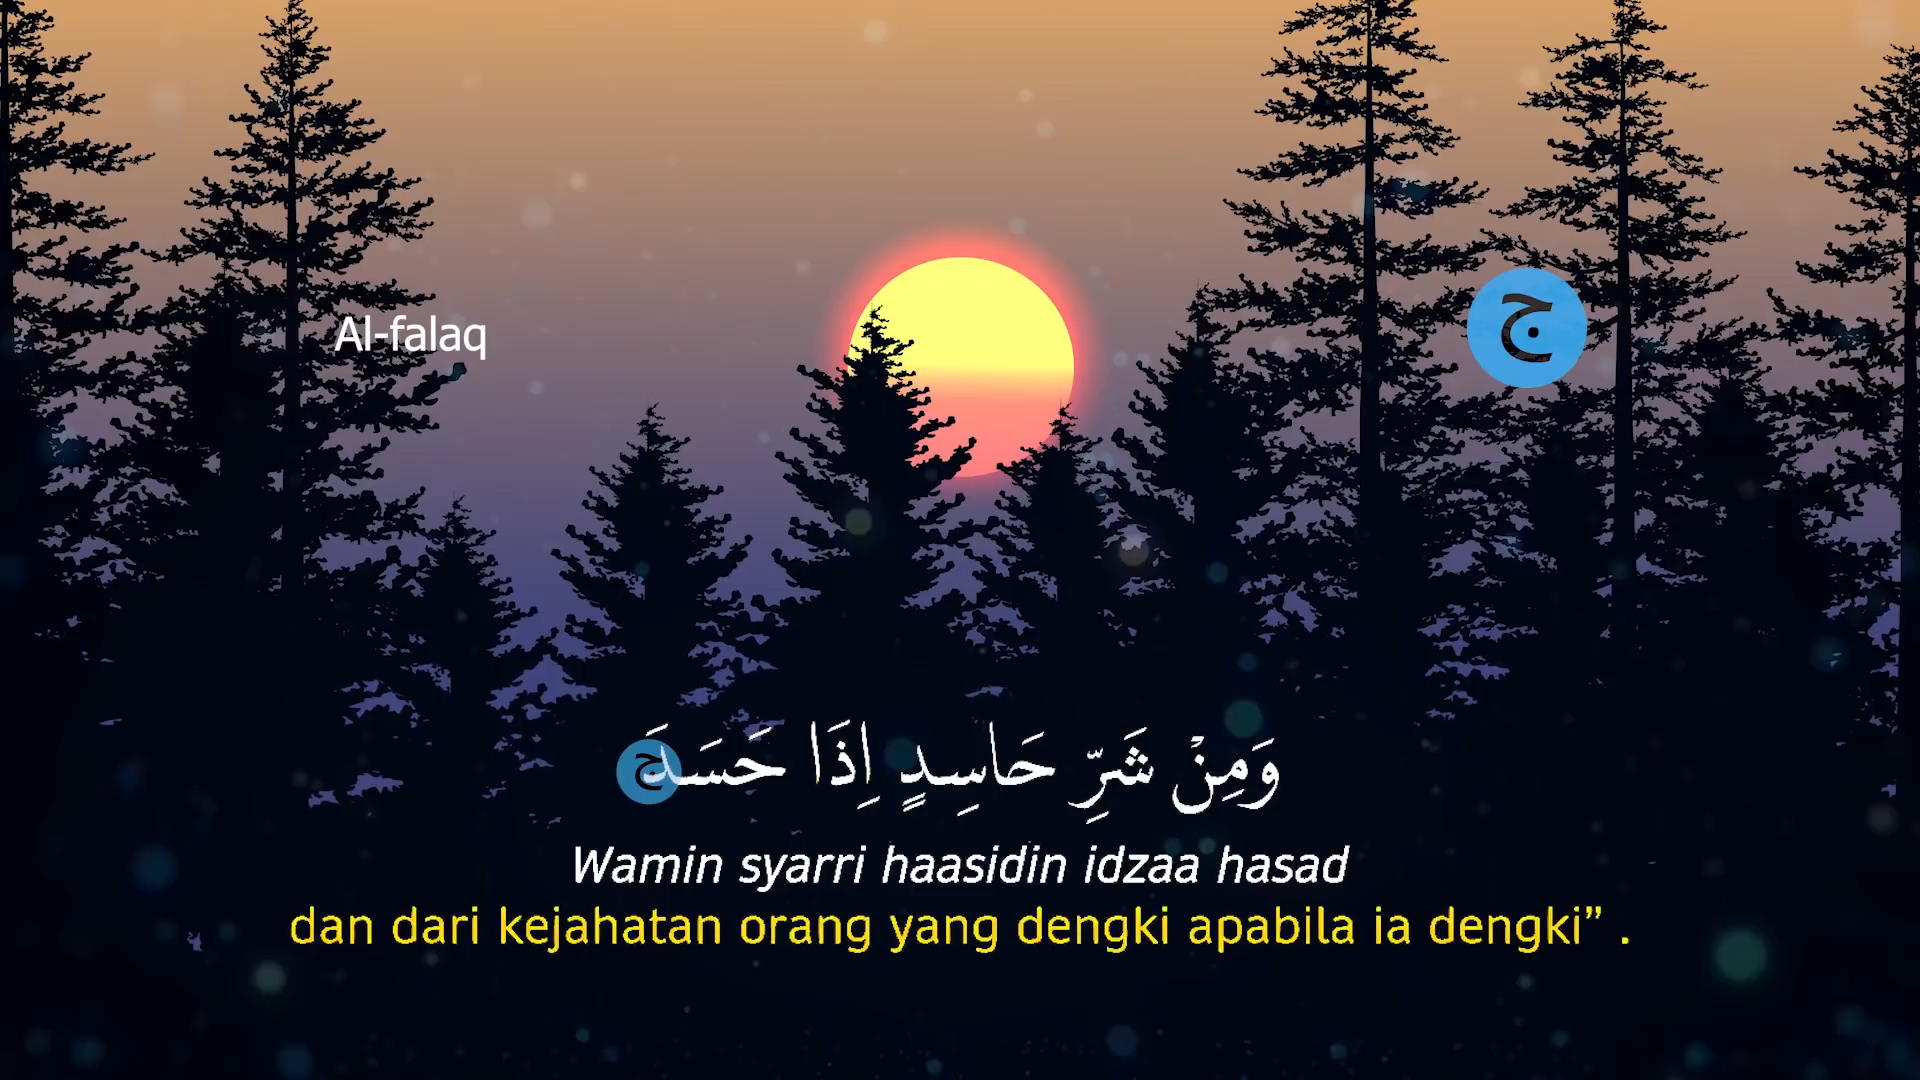 Al-falaq
ج
وَمِنْ شَرِّ حَاسِدٍ اِذَا حَسَدَ ج
Wamin syarri haasidin idzaa hasad
dan dari kejahatan orang yang dengki apabila ia dengki” .